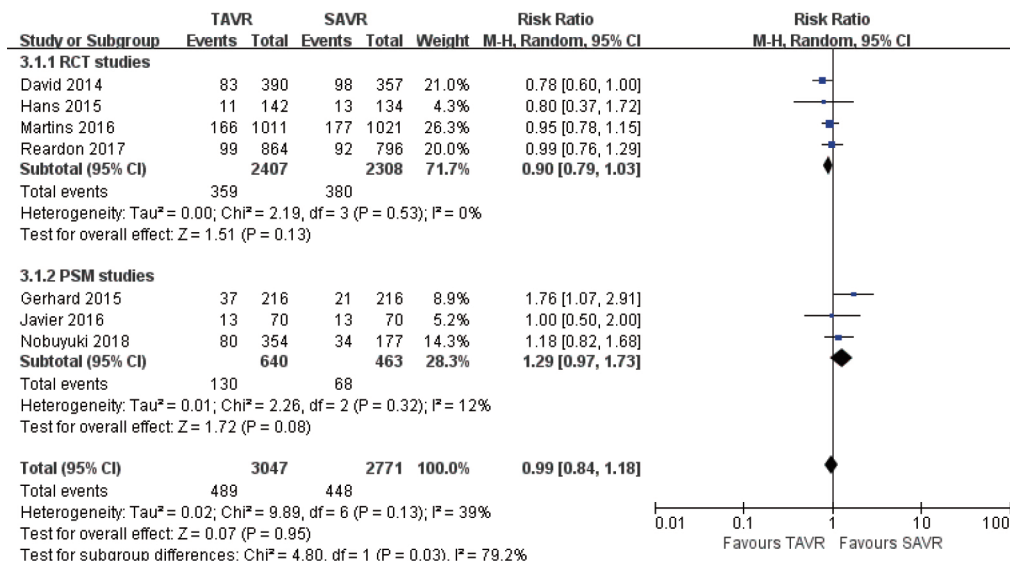 TAVR SAVR Risk Ratio Risk Ratio
Study or Subgroup Events Total Events Total Weight M-H, Random, 95% CI M-H, Random, 95% CI
3.1.1 RCT studies
David 2014 83 390 98 357 21.0% 0.78 [0.60, 1.00]
Hans 2015 11 142 13 134 4.3% 0.80 [0.37, 1.72]
Martins 2016 166 1011 177 1021 26.3% 0.95 [0.78, 1.15]
Reardon 2017 99 864 92 796 20.0% 0.99 [0.76, 1.29]
Subtotal (95% CI) 2407 2308 71.7% 0.90 [0.79, 1.03]
Total events 359 380
Heterogeneity: Tau² = 0.00; Chi² = 2.19, df = 3 (P = 0.53); I² = 0%
Test for overall effect: Z = 1.51 (P = 0.13)
3.1.2 PSM studies
Gerhard 2015 37 216 21 216 8.9% 1.76 [1.07, 2.91]
Javier 2016 13 70 13 70 5.2% 1.00 [0.50, 2.00]
Nobuyuki 2018 80 354 34 177 14.3% 1.18 [0.82, 1.68]
Subtotal (95% CI) 640 463 28.3% 1.29 [0.97, 1.73]
Total events 130 68
Heterogeneity: Tau² = 0.01; Chi² = 2.26, df = 2 (P = 0.32); I² = 12%
Test for overall effect: Z = 1.72 (P = 0.08)
Total (95% CI) 3047 2771 100.0% 0.99 [0.84, 1.18]
Total events 489 448
Heterogeneity: Tau² = 0.02; Chi² = 9.89, df = 6 (P = 0.13); I² = 39%
Test for overall effect: Z = 0.07 (P = 0.95)
Test for subgroup differences: Chi² = 4.80, df = 1 (P = 0.03), I² = 79.2%
0.01 0.1 1 10 100
Favours TAVR Favours SAVR